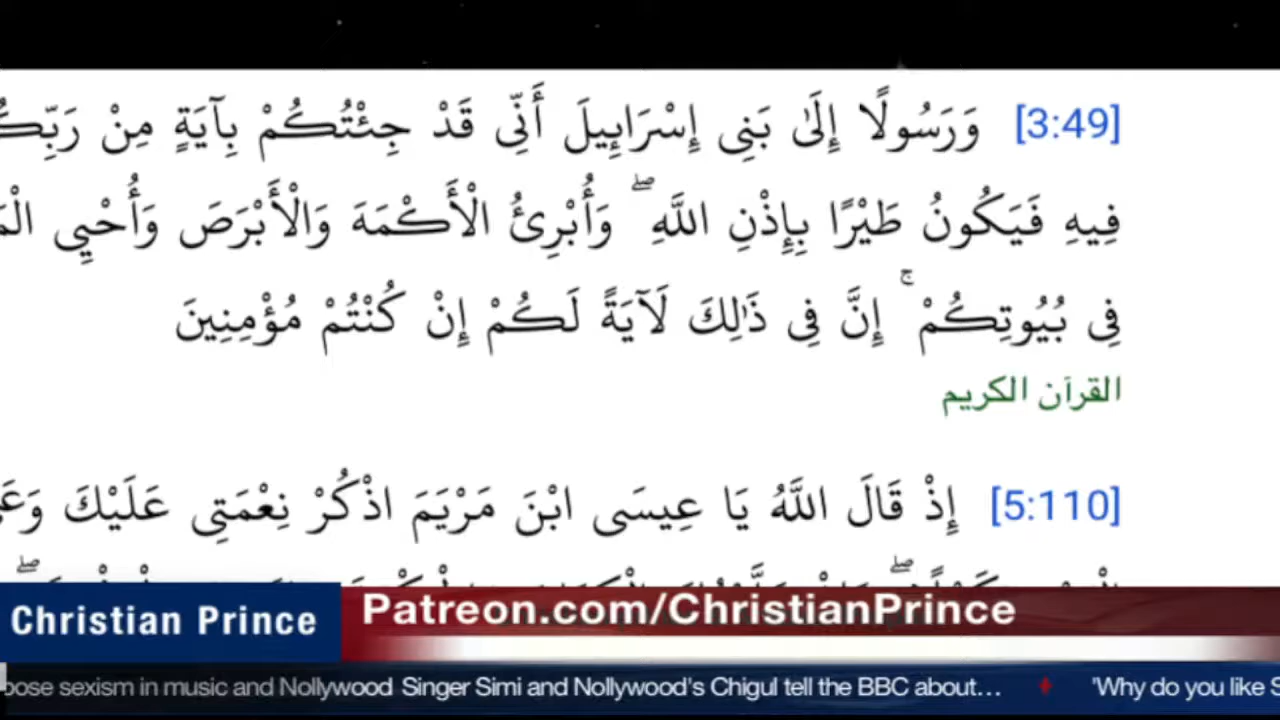 [3:49] وَرَسُولًا إِلَىٰ بَنِى إِسْرَايِيلَ أَنِّى قَدْ جِئْتُكُمْ بِآيَةٍ مِنْ
فِيهِ فَيَكُونُ طَيْرًا بِإِذْنِ اللَّهِ ۖ وَأُبْرِئُ الْأَكْمَهَ وَالْأَبْرَصَ وَأُحْيِي
فِى بُيُوتِكُمْ ۚ إِنَّ فِى ذَٰلِكَ لَآيَةً لَكُمْ إِنْ كُنْتُمْ مُؤْمِنِينَ
القرآن الكريم
[5:110] إِذْ قَالَ اللَّهُ يَا عِيسَى ابْنَ مَرْيَمَ اذْكُرْ نِعْمَتِى عَلَيْكَ
Christian Prince
Patreon.com/ChristianPrince
pose sexism in music and Nollywood Singer Simi and Nollywood's Chigul tell the BBC about... 'Why do you like S